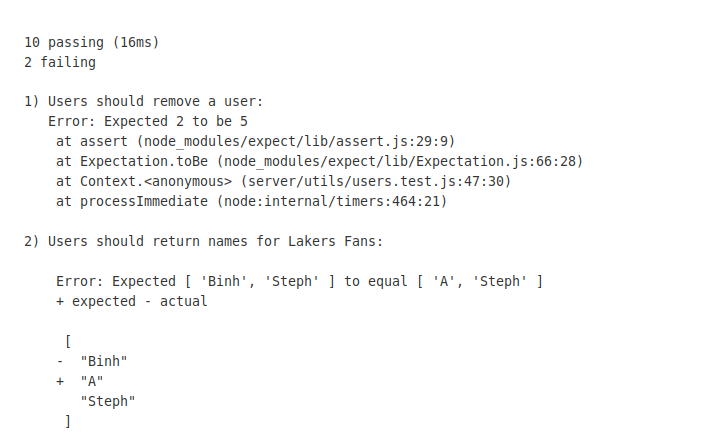 10 passing (16ms)
2 failing
1) Users should remove a user:
Error: Expected 2 to be 5
at assert (node_modules/expect/lib/assert.js:29:9)
at Expectation.toBe (node_modules/expect/lib/Expectation.js:66:28)
at Context.<anonymous> (server/utils/users.test.js:47:30)
at processImmediate (node:internal/timers:464:21)
2) Users should return names for Lakers Fans:
Error: Expected [ 'Binh', 'Steph' ] to equal [ 'A', 'Steph' ]
+ expected - actual
[
-  "Binh"
+  "A"
"Steph"
]